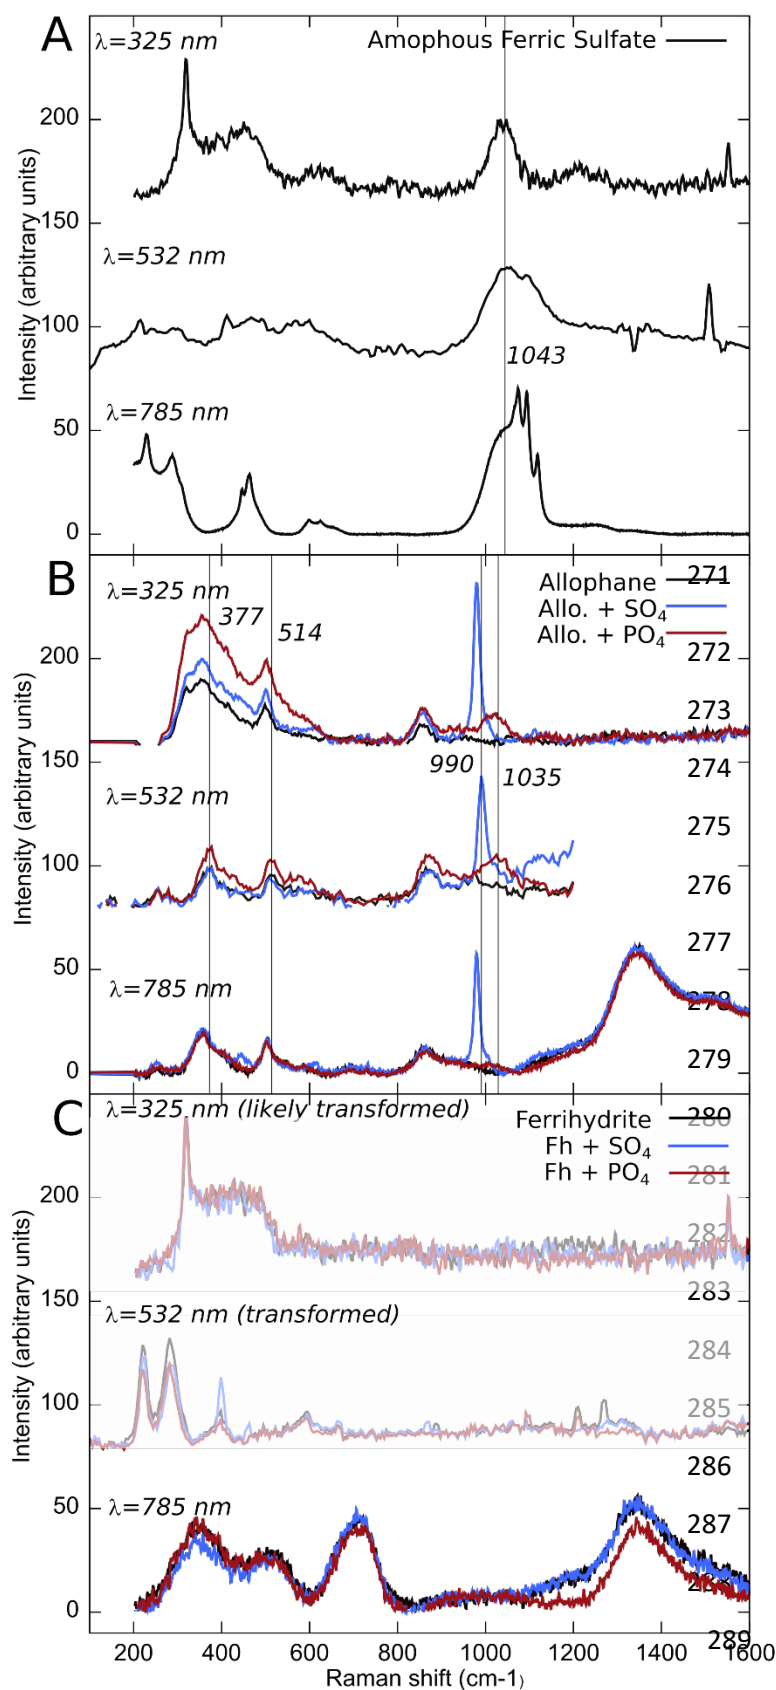 A
λ=325 nm
Amophous Ferric Sulfate
200
150
λ=532 nm
100
1043
λ=785 nm
50
0
Intensity (arbitrary units)
B
λ=325 nm
271
Allophane
377
Allo. + SO₄
514
Allo. + PO₄
272
200
273
150
990
1035
274
λ=532 nm
275
100
276
277
50
λ=785 nm
278
279
0
Intensity (arbitrary units)
C
λ=325 nm (likely transformed)
280
Ferrihydrite
Fh + SO₄
Fh + PO₄
281
200
282
283
150
λ=532 nm (transformed)
284
100
285
286
50
λ=785 nm
287
0
289
Intensity (arbitrary units)
200 400 600 800 1000 1200 1400 1600
Raman shift (cm-1)